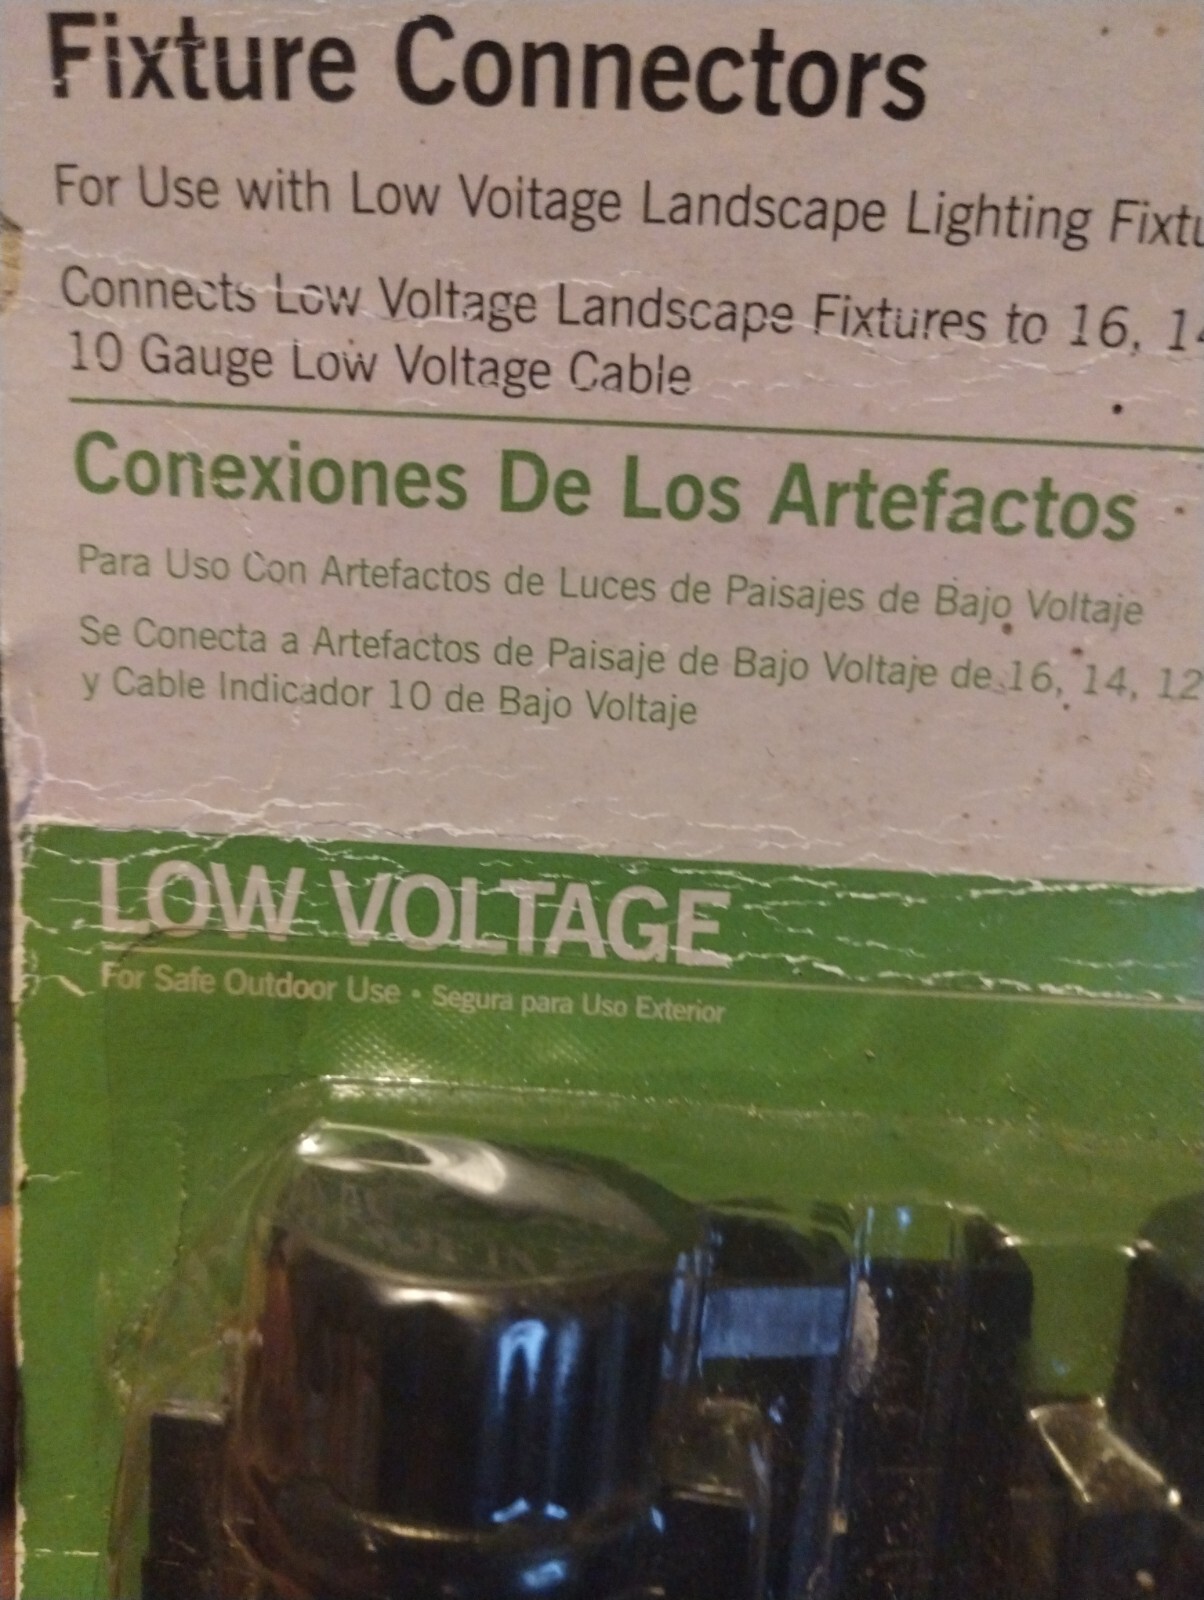 Fixture Connectors
For Use with Low Voitage Landscape Lighting Fixtu
Connects Low Voltage Landscape Fixtures to 16, 14
10 Gauge Low Voltage Cable
Conexiones De Los Artefactos
Para Uso Con Artefactos de Luces de Paisajes de Bajo Voltaje
Se Conecta a Artefactos de Paisaje de Bajo Voltaje de 16, 14, 12
y Cable Indicador 10 de Bajo Voltaje
LOW VOLTAGE
For Safe Outdoor Use • Segura para Uso Exterior